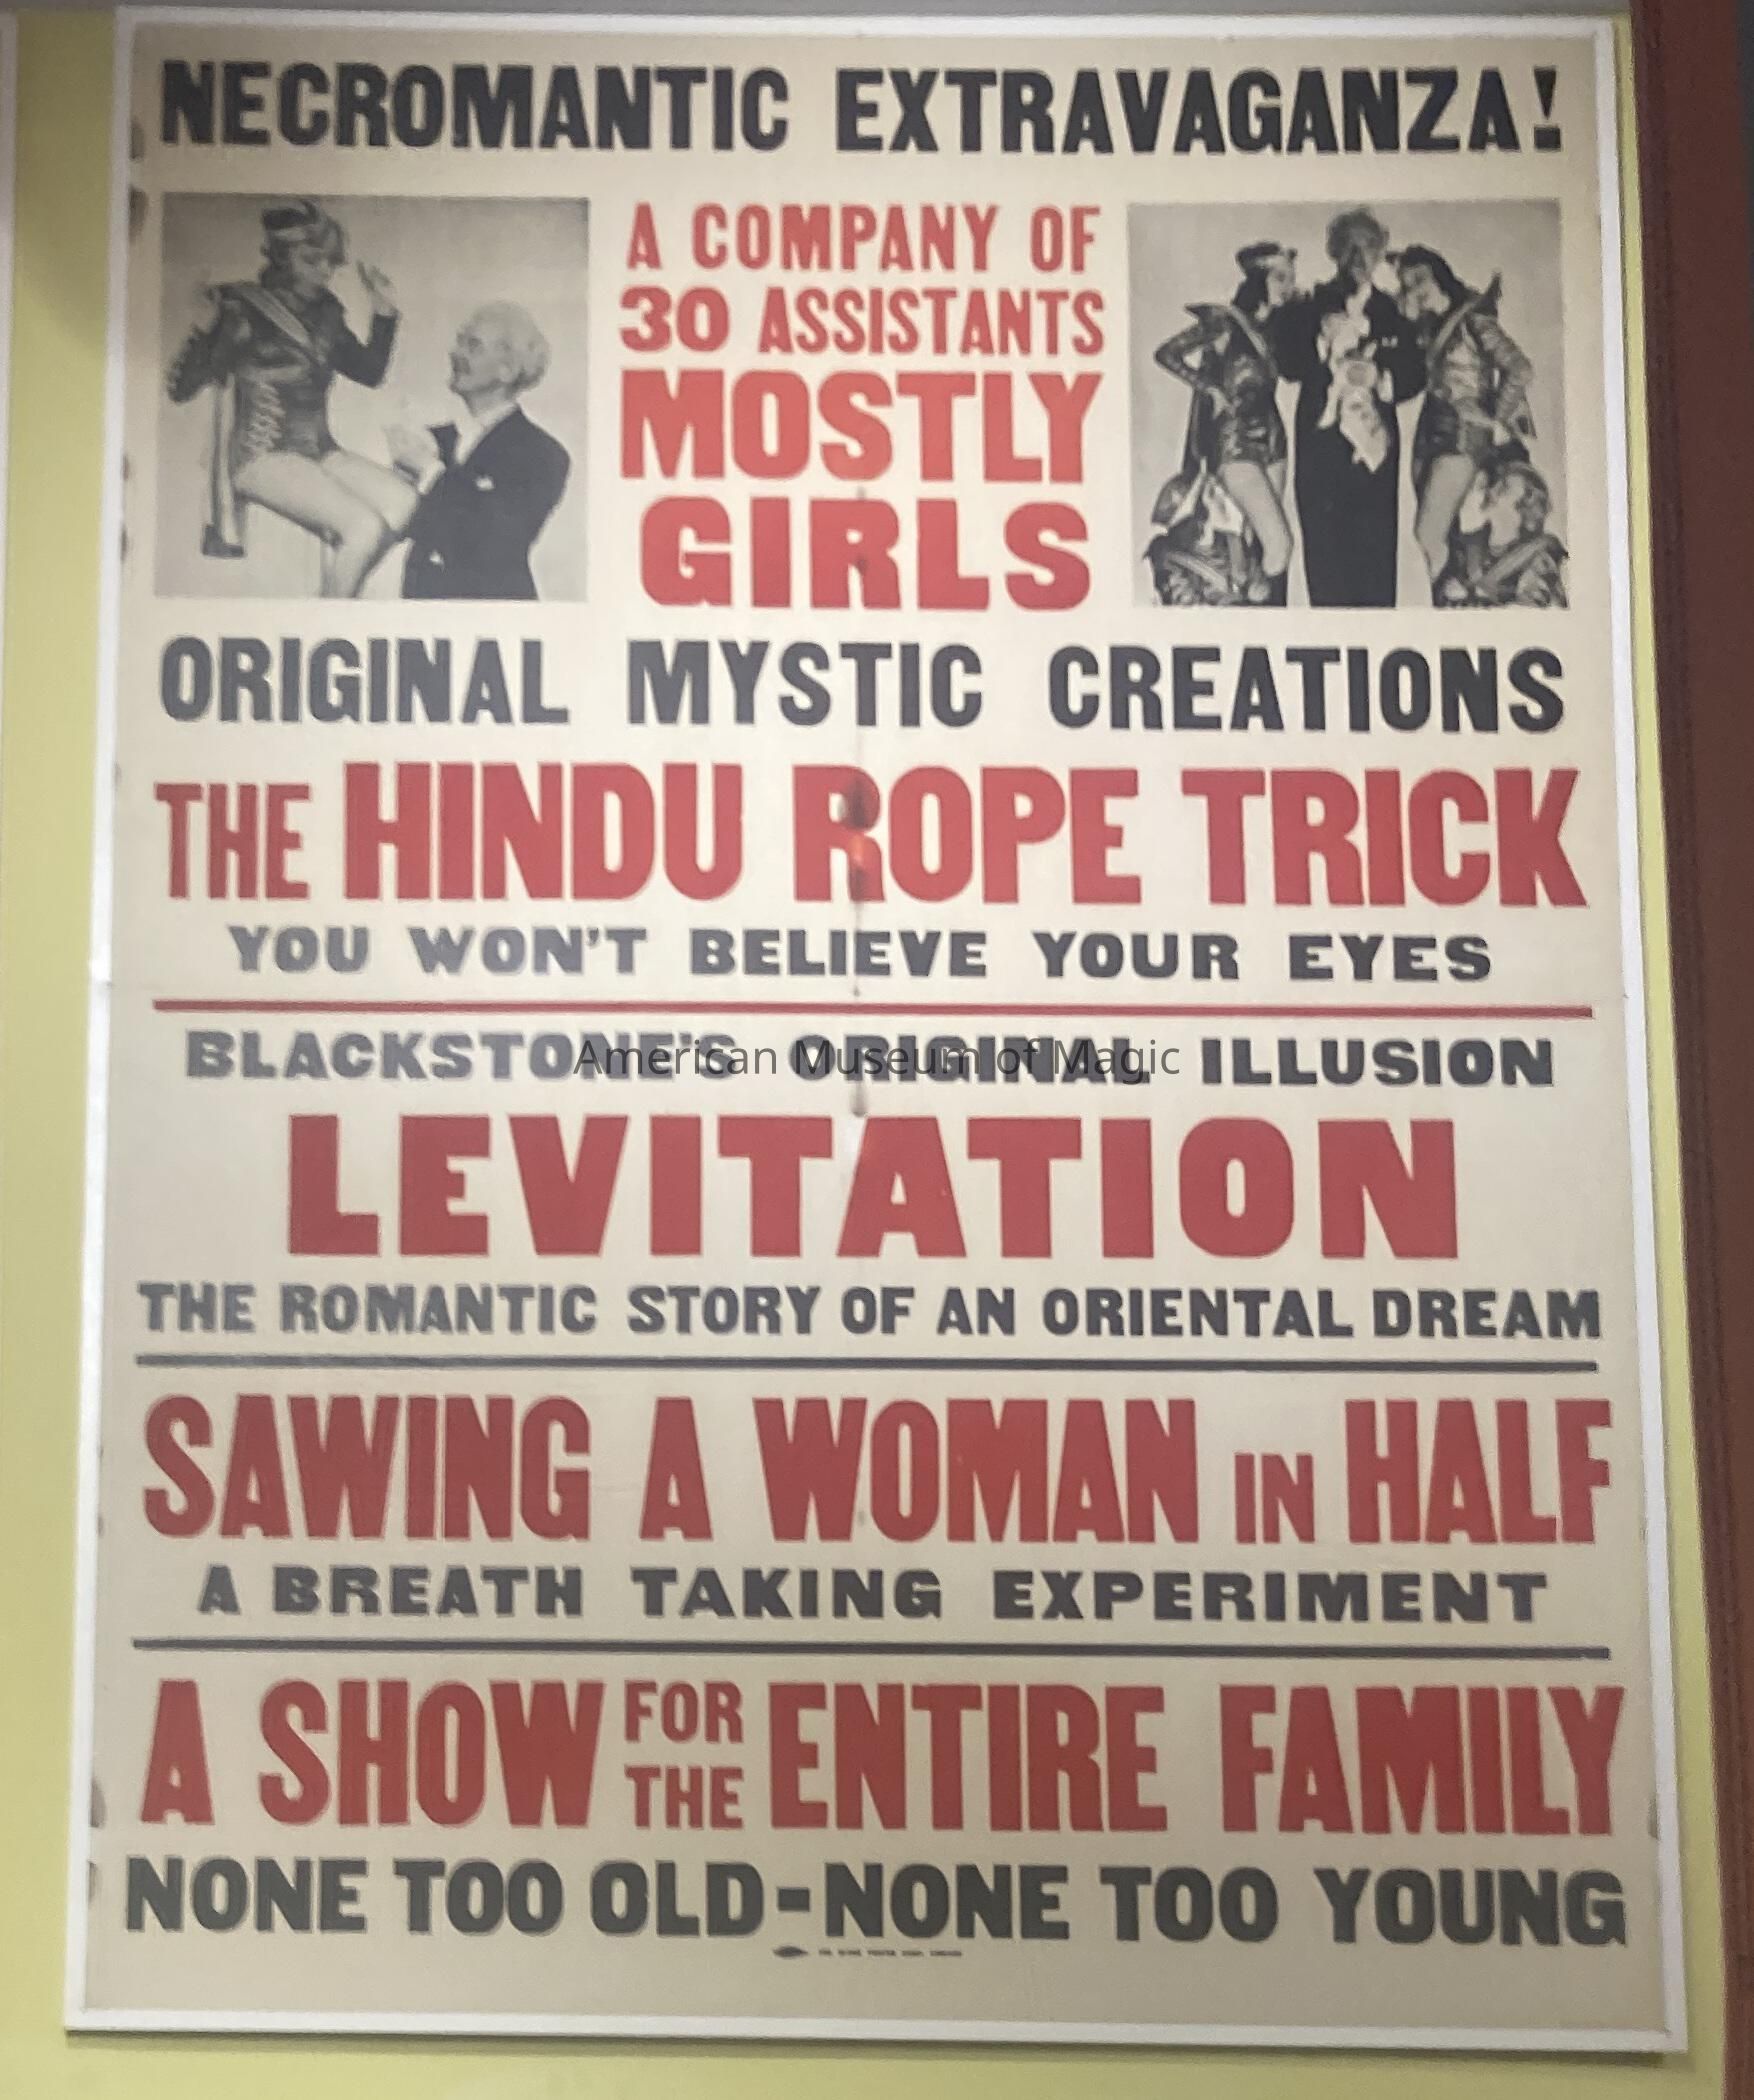 NECROMANTIC EXTRAVAGANZA!
A COMPANY OF
30 ASSISTANTS
MOSTLY
GIRLS
ORIGINAL MYSTIC CREATIONS
THE HINDU ROPE TRICK
YOU WON'T BELIEVE YOUR EYES
BLACKSTONE'S ORIGINAL ILLUSION
American Museum of Magic
LEVITATION
THE ROMANTIC STORY OF AN ORIENTAL DREAM
SAWING A WOMAN IN HALF
A BREATH TAKING EXPERIMENT
A SHOW FOR THE ENTIRE FAMILY
NONE TOO OLD-NONE TOO YOUNG